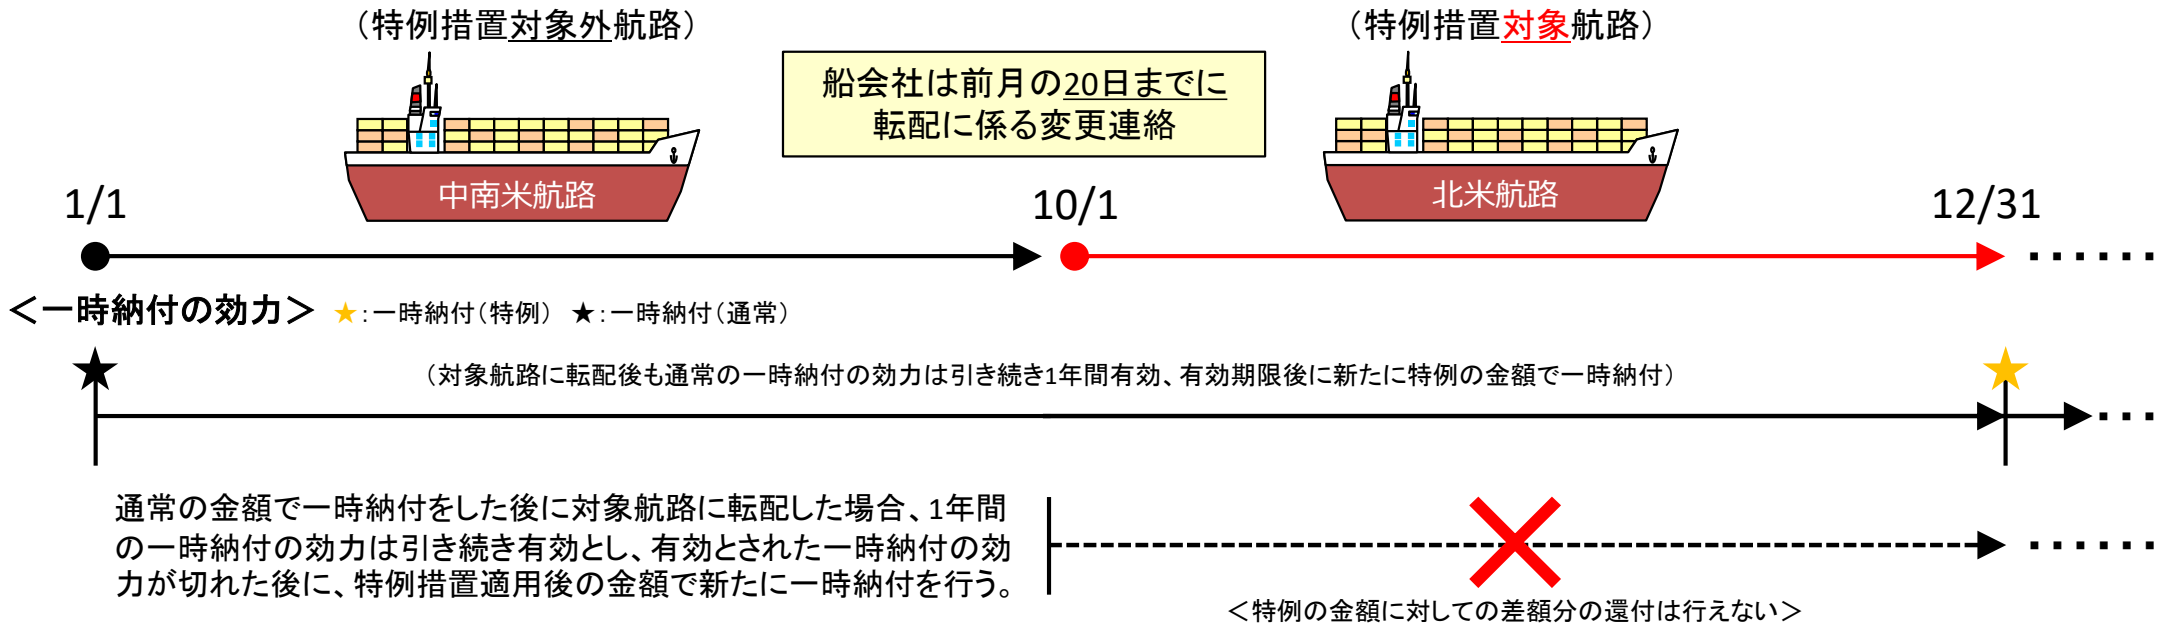 （特例措置対象外航路）
（特例措置対象航路）
船会社は前月の20日までに
転配に係る変更連絡
中南米航路
北米航路
1/1
10/1
12/31
＜一時納付の効力＞
★：一時納付（特例）　★：一時納付（通常）
（対象航路に転配後も通常の一時納付の効力は引き続き1年間有効、有効期限後に新たに特例の金額で一時納付）
通常の金額で一時納付をした後に対象航路に転配した場合、1年間
の一時納付の効力は引き続き有効とし、有効とされた一時納付の効
力が切れた後に、特例措置適用後の金額で新たに一時納付を行う。
＜特例の金額に対しての差額分の還付は行えない＞